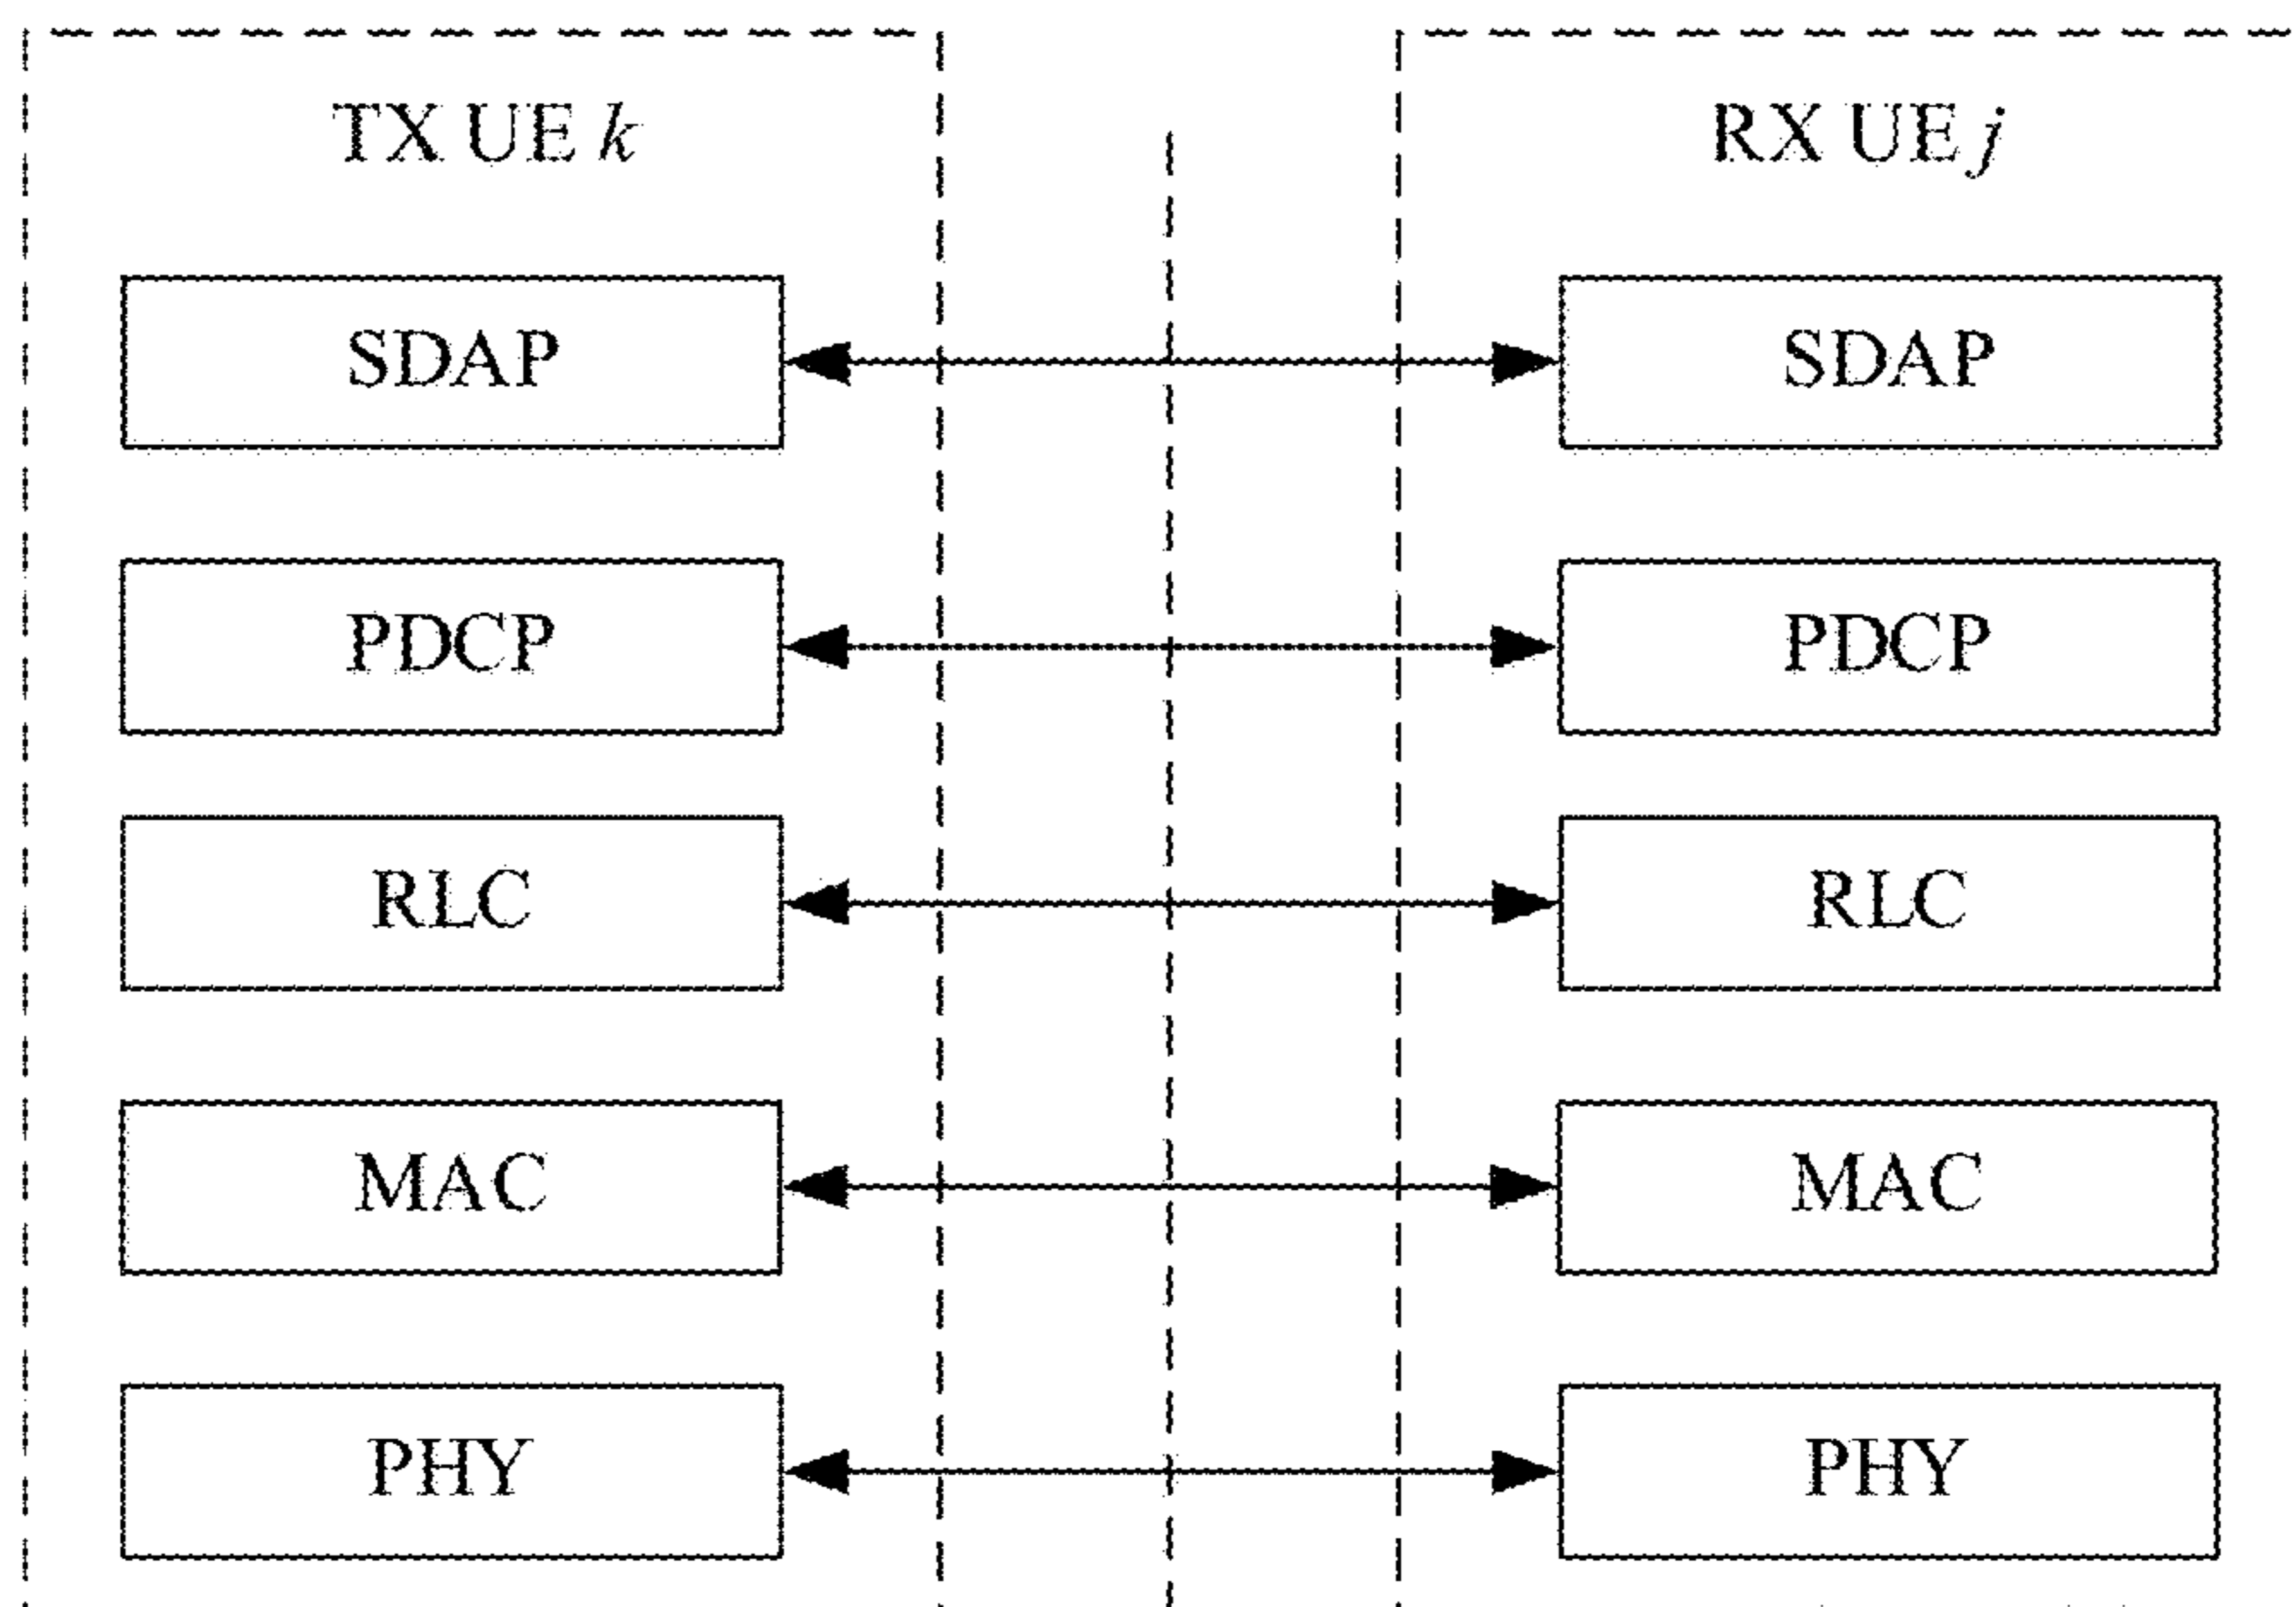 TX UE k
RX UE j
SDAP
SDAP
PDCP
PDCP
RLC
RLC
MAC
MAC
PHY
PHY